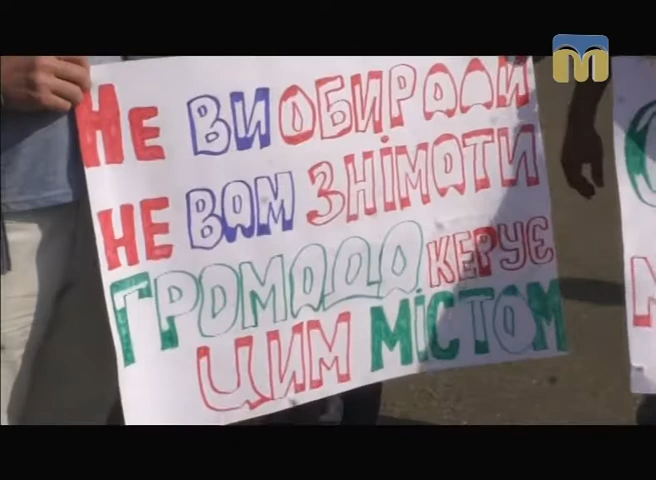 НЕ ВИ ОБИРАЛИ
НЕ ВАМ ЗНІМАТИ
ГРОМАДА КЕРУЄ
ЦИМ МІСТОМ